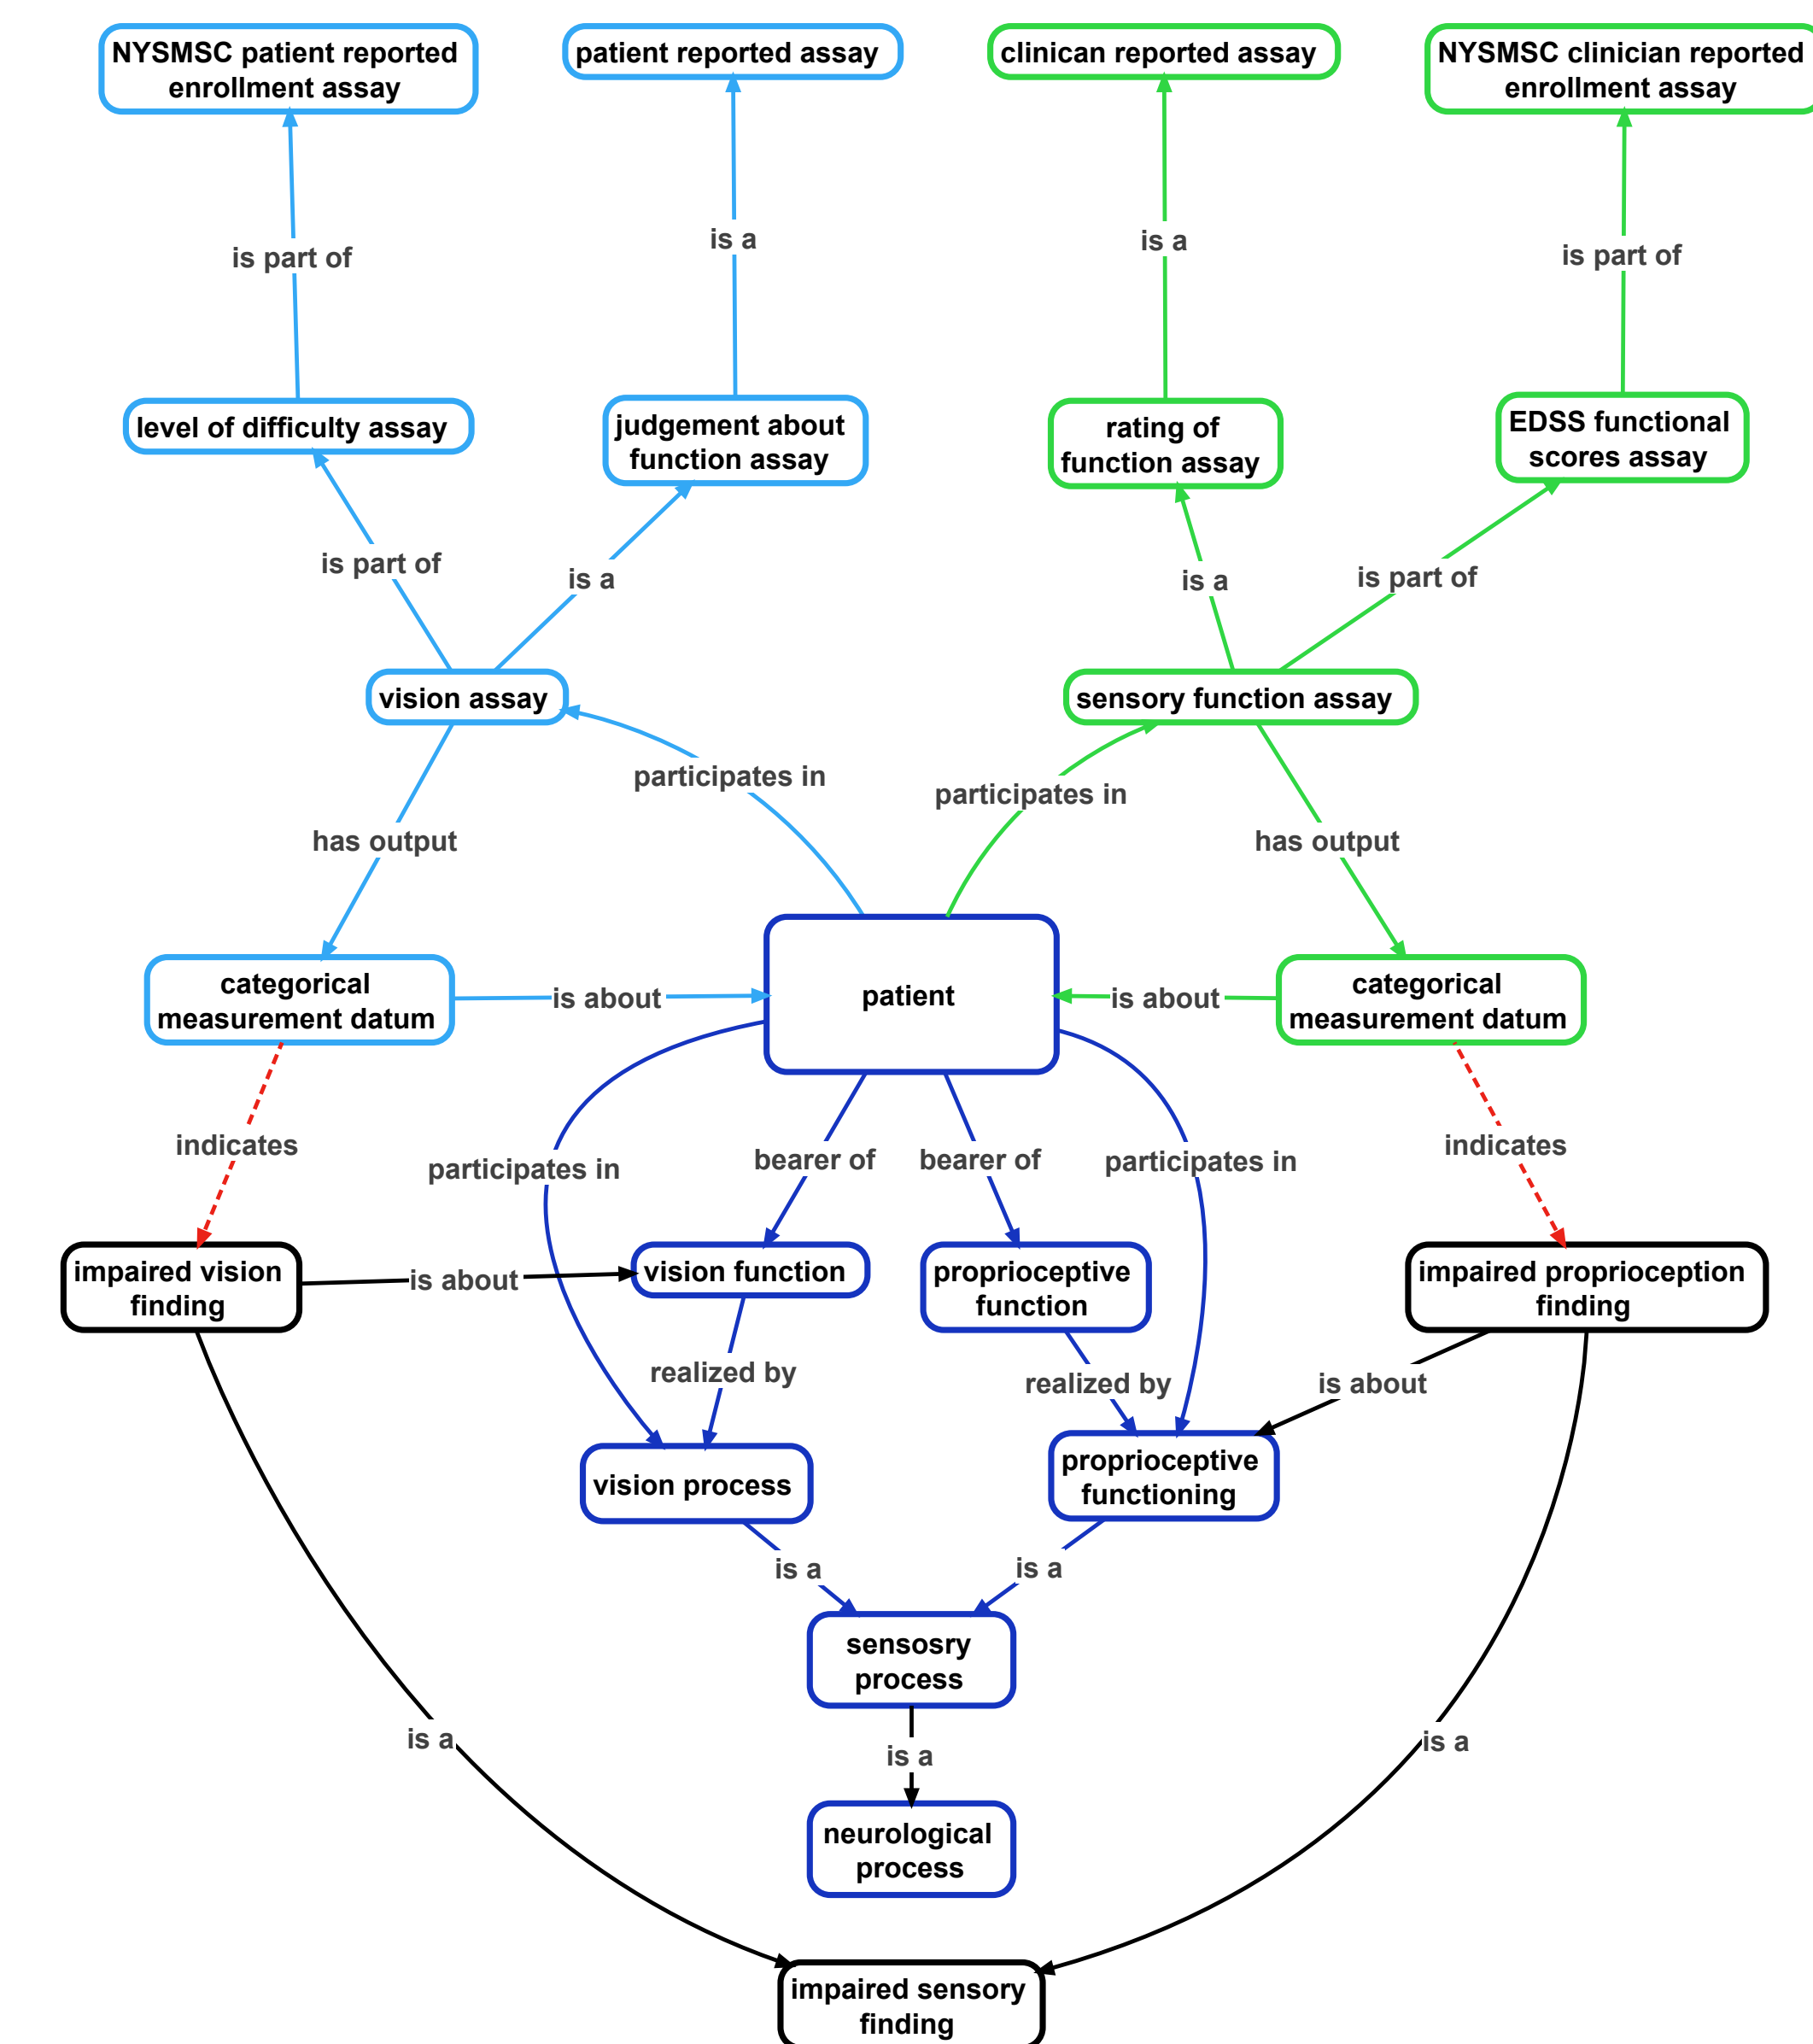 NYSMSC patient reported
enrollment assay
patient reported assay
clinican reported assay
NYSMSC clinician reported
enrollment assay
is part of
is a
is a
is part of
level of difficulty assay
judgement about
function assay
rating of
function assay
EDSS functional
scores assay
is part of
is a
is a
is part of
vision assay
sensory function assay
participates in
participates in
has output
has output
categorical
measurement datum
is about
patient
is about
categorical
measurement datum
indicates
participates in
bearer of
bearer of
participates in
indicates
impaired vision
finding
is about
vision function
proprioceptive
function
impaired proprioception
finding
realized by
realized by
is about
vision process
proprioceptive
functioning
is a
is a
sensosry
process
is a
is a
is a
neurological
process
impaired sensory
finding